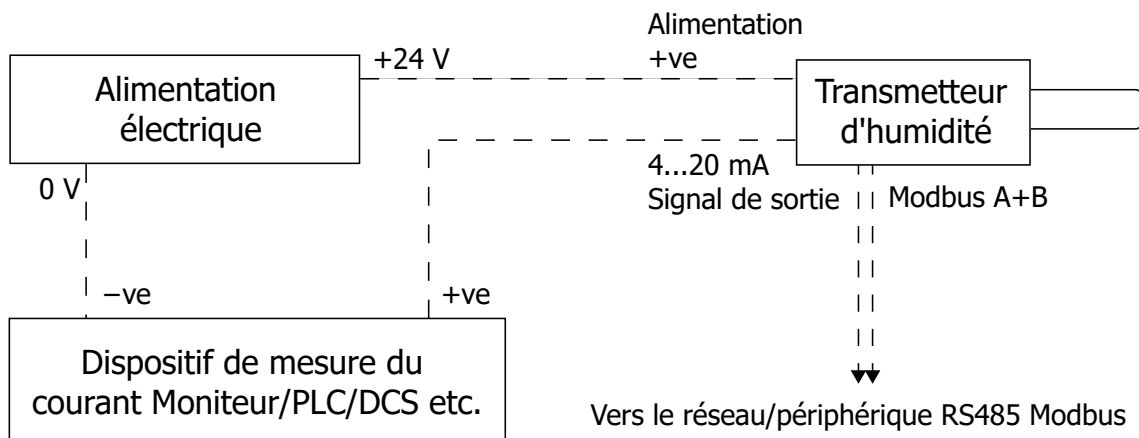 Alimentation
+ve
+24 V
Alimentation
électrique
Transmetteur
d'humidité
4...20 mA
Signal de sortie
Modbus A+B
0 V
–ve
+ve
Dispositif de mesure du
courant Moniteur/PLC/DCS etc.
Vers le réseau/périphérique RS485 Modbus